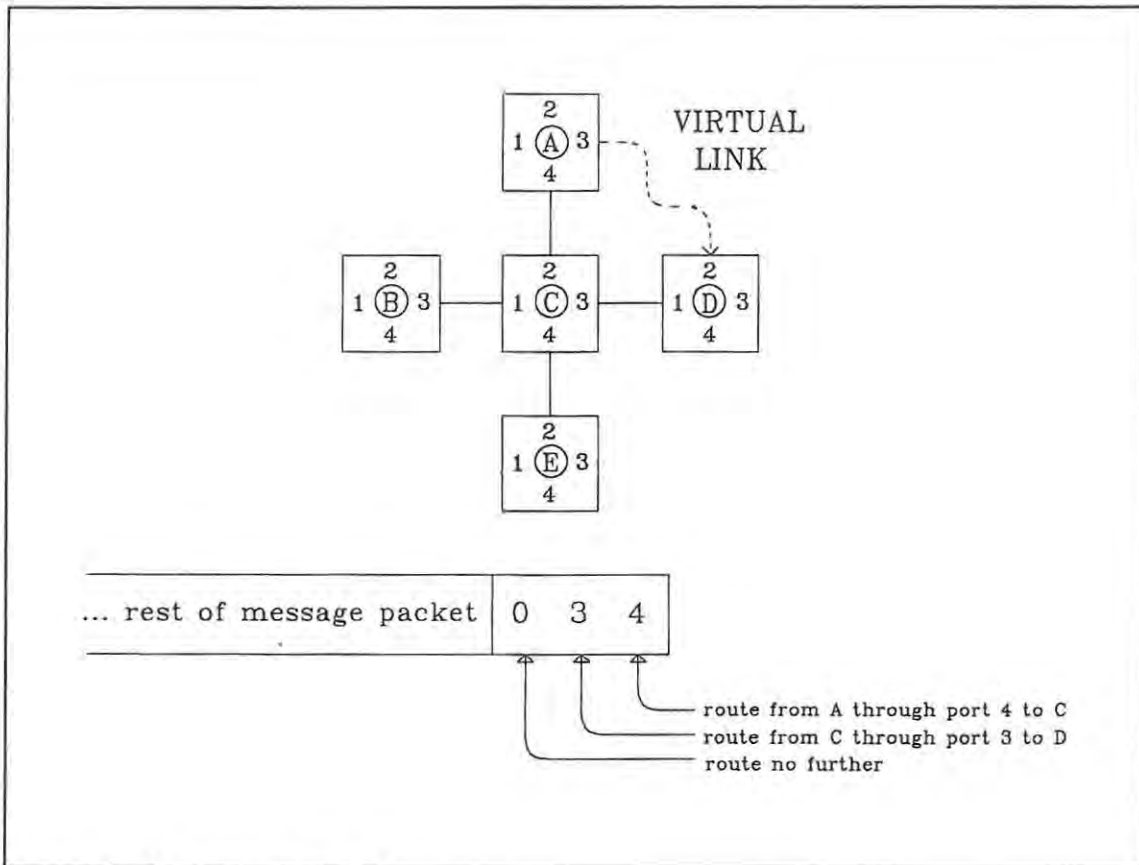 2
1 A 3
4
VIRTUAL
LINK
2
1 B 3
4
2
1 C 3
4
2
1 D 3
4
2
1 E 3
4
... rest of message packet 0 3 4
route from A through port 4 to C
route from C through port 3 to D
route no further